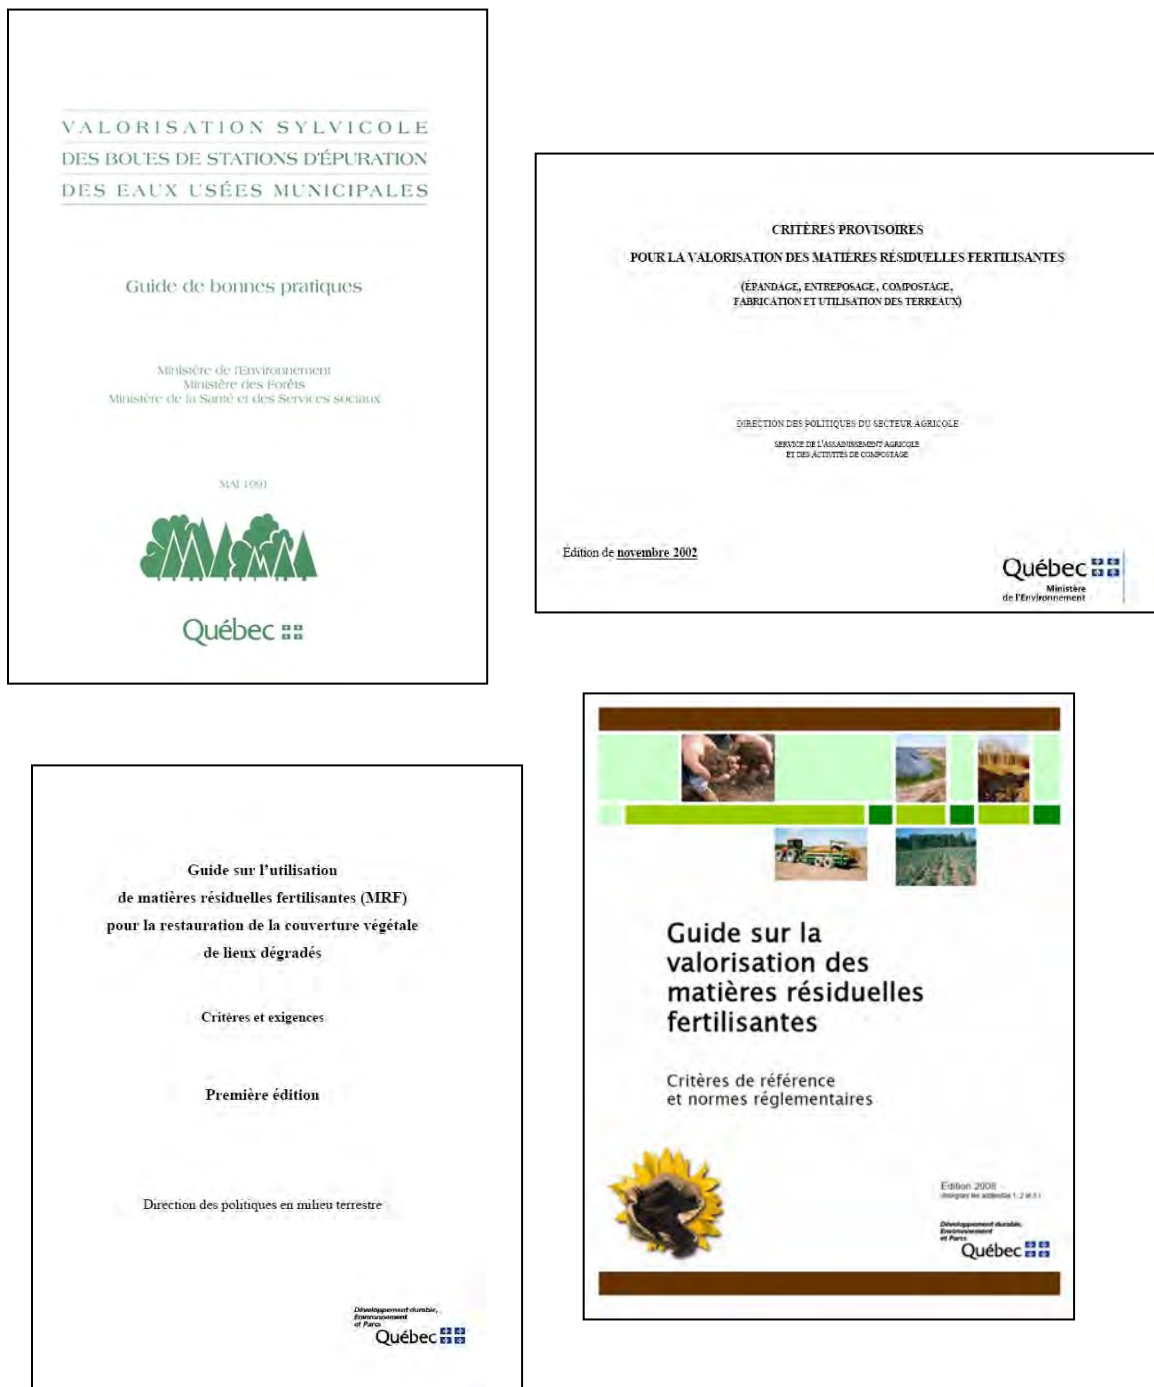 VALORISATION SYLVICOLE
DES BOUES DE STATIONS D'ÉPURATION
DES EAUX USÉES MUNICIPALES
Guide de bonnes pratiques
Ministère de l'Environnement
Ministère des Forêts
Ministère de la Santé et des Services sociaux
MAI 1991
Québec
CRITÈRES PROVISOIRES
POUR LA VALORISATION DES MATIÈRES RÉSIDUELLES FERTILISANTES
(ÉPANDAGE, ENTREPOSAGE, COMPOSTAGE,
FABRICATION ET UTILISATION DES TERREAUX)
DIRECTION DES POLITIQUES DU SECTEUR AGRICOLE
SERVICE DE L'ASSAINISSEMENT AGRICOLE
ET DES ACTIVITÉS DE COMPOSTAGE
Édition de novembre 2002
Québec
Ministère
de l'Environnement
Guide sur l'utilisation
de matières résiduelles fertilisantes (MRF)
pour la restauration de la couverture végétale
de lieux dégradés
Critères et exigences
Première édition
Direction des politiques en milieu terrestre
Développement durable,
Environnement
et Parcs
Québec
Guide sur la
valorisation des
matières résiduelles
fertilisantes
Critères de référence
et normes réglementaires
Édition 2008
Développement durable,
Environnement
et Parcs
Québec